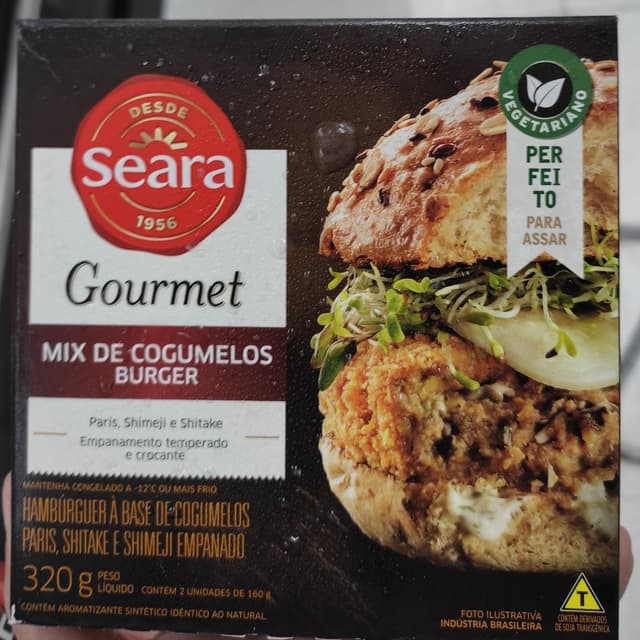 DESDE
Seara
1956
Gourmet
MIX DE COGUMELOS
BURGER
Paris, Shimeji e Shitake
Empanamento temperado
e crocante
MANTENHA CONGELADO A -12°C OU MAIS FRIO
HAMBÚRGUER À BASE DE COGUMELOS
PARIS, SHITAKE E SHIMEJI EMPANADO
320 g PESO LÍQUIDO CONTÉM 2 UNIDADES DE 160 g
CONTÉM AROMATIZANTE SINTÉTICO IDÊNTICO AO NATURAL.
VEGETARIANO
PER
FEI
TO
PARA
ASSAR
FOTO ILUSTRATIVA
INDÚSTRIA BRASILEIRA
T
CONTÉM DERIVADOS
DE SOJA TRANSGÊNICA